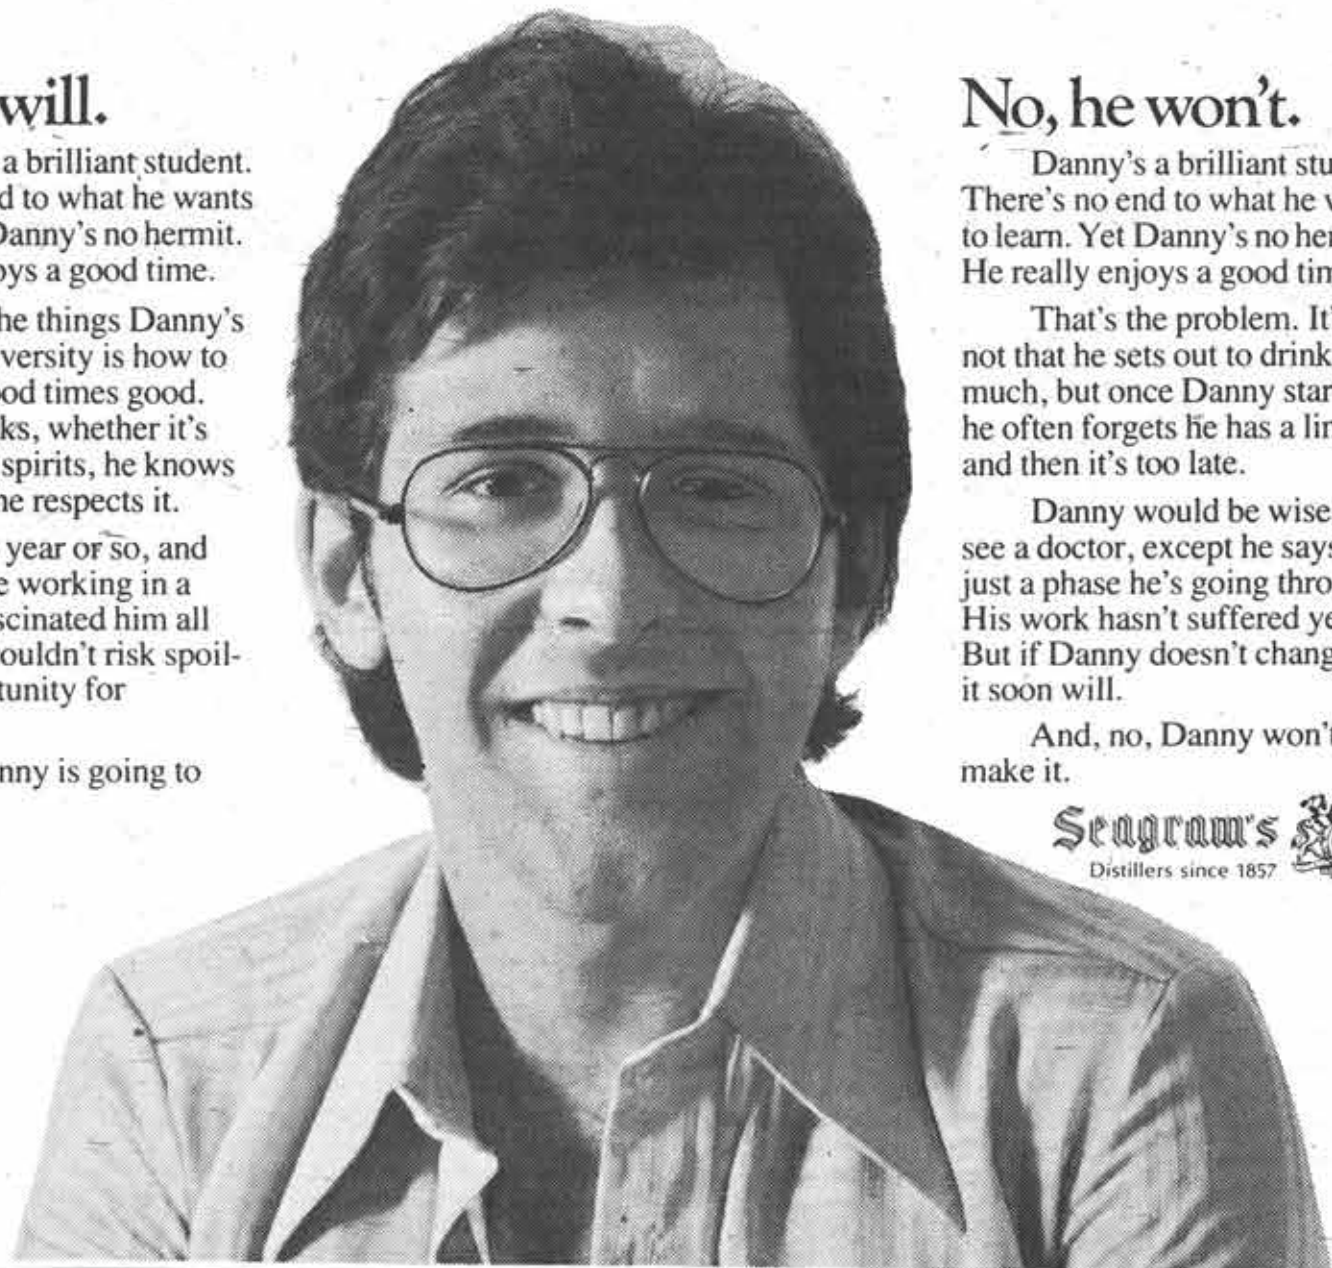 will.
a brilliant student.
d to what he wants
Danny's no hermit.
oys a good time.
he things Danny's
versity is how to
ood times good.
ks, whether it's
spirits, he knows
he respects it.
year or so, and
e working in a
scinated him all
ouldn't risk spoil-
tunity for
nny is going to
No, he won't.
Danny's a brilliant stu
There's no end to what he w
to learn. Yet Danny's no her
He really enjoys a good tim
That's the problem. It'
not that he sets out to drink
much, but once Danny star
he often forgets he has a lim
and then it's too late.
Danny would be wise
see a doctor, except he says
just a phase he's going thro
His work hasn't suffered ye
But if Danny doesn't chang
it soon will.
And, no, Danny won't
make it.
Seagram's
Distillers since 1857